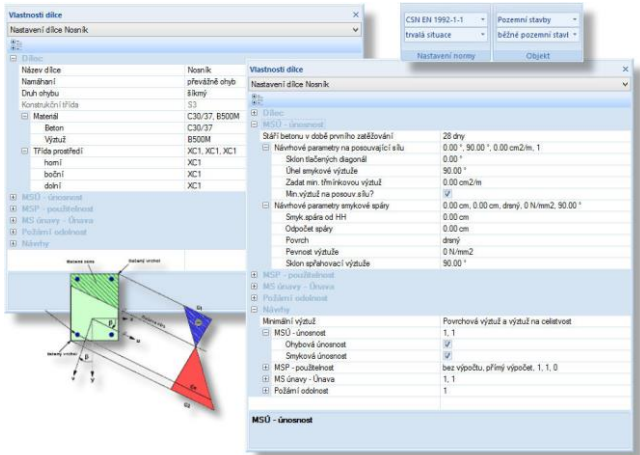 Vlastnosti dílce
Nastavení dílce Nosník
Dílec
Název dílce Nosník
Namáhaní převážně ohyb
Druh ohybu šikmý
Konstrukční třída S3
Materiál C30/37, B500M
Beton C30/37
Výztuž B500M
Třída prostředí XC1, XC1, XC1
horní XC1
boční XC1
dolní XC1
MSÚ - únosnost
MSP - použitelnost
MS únavy - Únava
Požární odolnost
Návrhy
ČSN EN 1992-1-1
Pozemní stavby
trvalá situace
běžné pozemní stavl
Nastavení normy
Objekt
Vlastnosti dílce
Nastavení dílce Nosník
Dílec
MSÚ - únosnost
Stáří betonu v době prvního zatěžování 28 dny
Návrhové parametry na posouvající sílu 0.00 °, 90.00 °, 0.00 cm2/m, 1
Sklon tlačených diagonál 0.00 °
Úhel smykové výztuže 90.00 °
Zadat min. třmínkovou výztuž 0.00 cm2/m
Min.výztuž na posouv.sílu?
Návrhové parametry smykové spáry 0.00 cm, 0.00 cm, drsný, 0 N/mm2, 90.00 °
Smyk.spára od HH 0.00 cm
Odpočet spáry 0.00 cm
Povrch drsný
Pevnost výztuže 0 N/mm2
Sklon spřahovací výztuže 90.00 °
MSP - použitelnost
MS únavy - Únava
Požární odolnost
Návrhy
Minimální výztuž Povrchová výztuž a výztuž na celistvost
MSÚ - únosnost 1, 1
Ohybová únosnost
Smyková únosnost
MSP - použitelnost bez výpočtu, přímý výpočet, 1, 1, 0
MS únavy - Únava 1, 1
Požární odolnost 1
MSÚ - únosnost